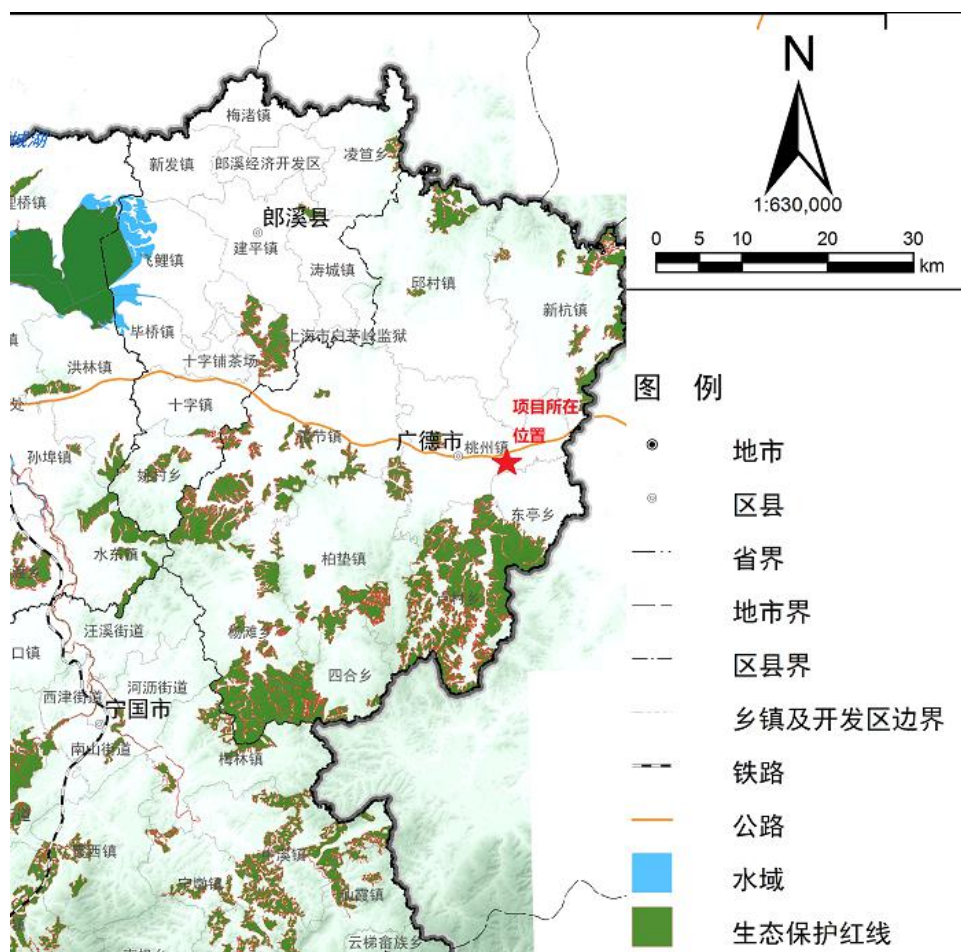 N
1:630,000
0 5 10 20 30
km
梅渚镇
新发镇
郎溪经济开发区
凌笪乡
郎溪县
建平镇
飞鲤镇
涛城镇
邱村镇
新杭镇
毕桥镇
上海市白茅岭监狱
洪林镇
十字铺茶场
十字镇
项目所在
位置
广德市
桃州镇
孙埠镇
东亭乡
水东镇
柏垫镇
汪溪街道
杨滩乡
四合乡
西津街道
河沥街道
宁国市
南山街道
梅林镇
仙霞镇
云梯畲族乡
图 例
地市
区县
省界
地市界
区县界
乡镇及开发区边界
铁路
公路
水域
生态保护红线